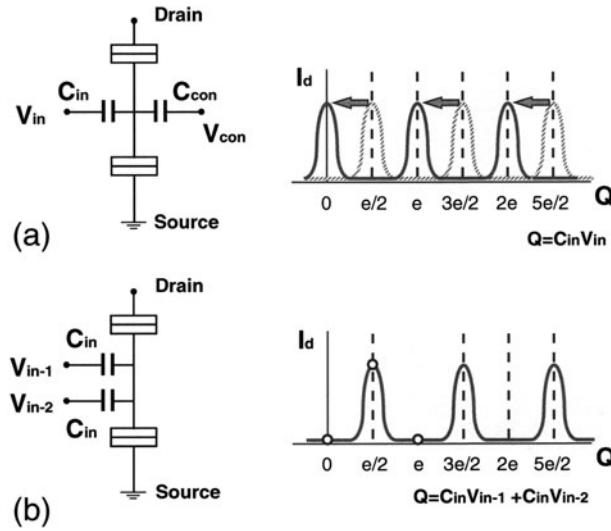 Drain
Cin
Ccon
Vin
Vcon
Source
(a)
Id
0 e/2 e 3e/2 2e 5e/2
Q
Q=CinVin
Drain
Cin
Vin-1
Vin-2
Cin
Source
(b)
Id
0 e/2 e 3e/2 2e 5e/2
Q
Q=CinVin-1 +CinVin-2